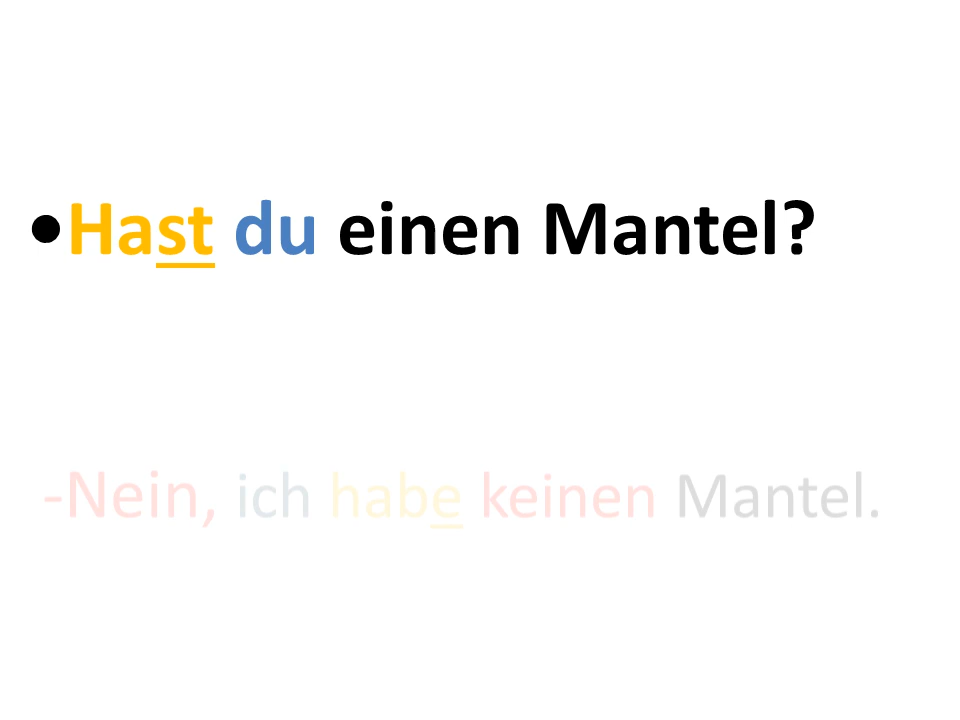 •Hast du einen Mantel?
-Nein, ich habe keinen Mantel.